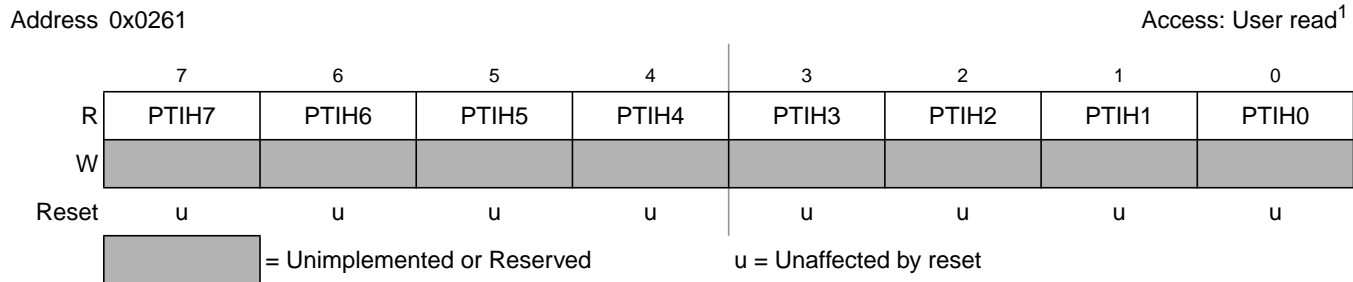 Address 0x0261 Access: User read1
7 6 5 4 3 2 1 0
R PTIH7 PTIH6 PTIH5 PTIH4 PTIH3 PTIH2 PTIH1 PTIH0
W
Reset u u u u u u u u
= Unimplemented or Reserved u = Unaffected by reset